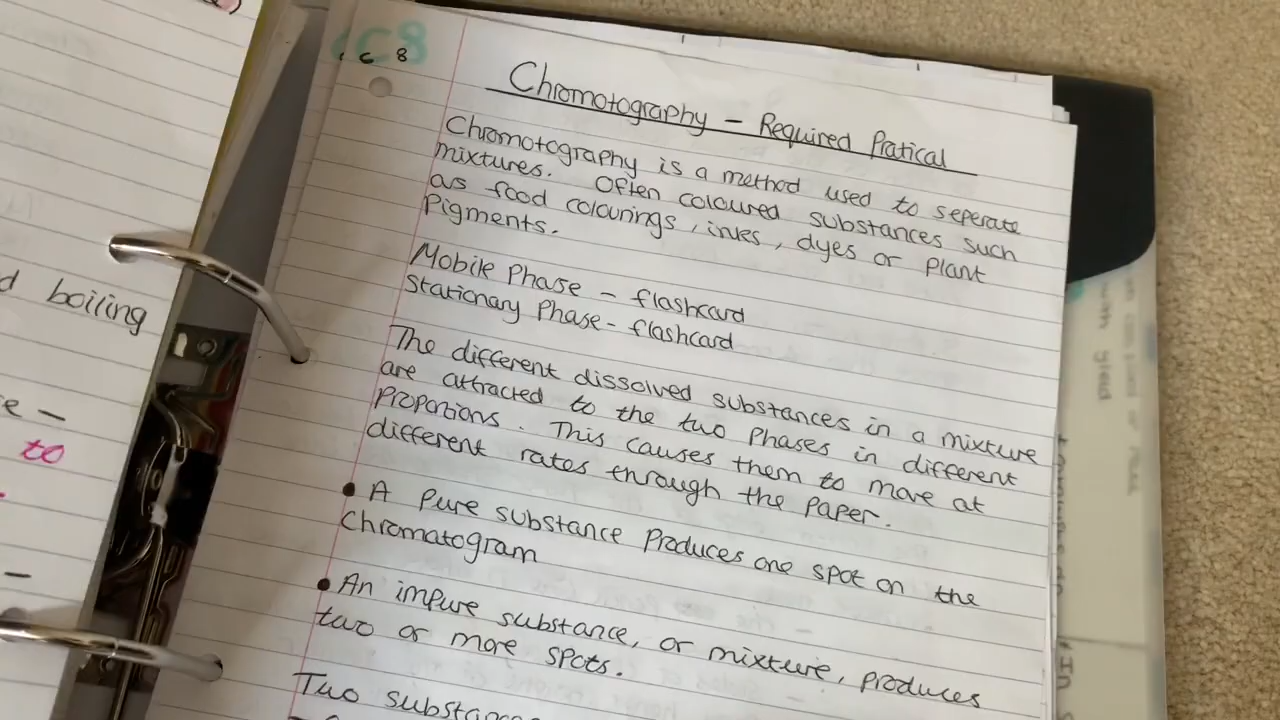 d boiling
e -
to
-
C8
C 8
Chromotography - Required Pratical
Chromotography is a method used to seperate
mixtures. Often coloured substances such
as food colourings, inks, dyes or plant
Pigments.
Mobile Phase - flashcard
Stationary Phase - flashcard
The different dissolved substances in a mixture
are attracted to the two Phases in different
Proportions. This causes them to move at
different rates through the Paper.
• A Pure substance Produces one spot on the
Chromatogram
• An impure substance, or mixture, produces
two or more spots.
Two substanc
with yield